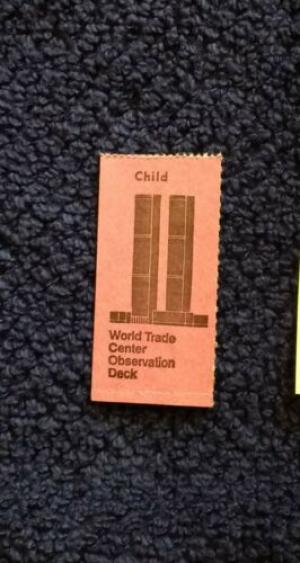 Child
World Trade
Center
Observation
Deck